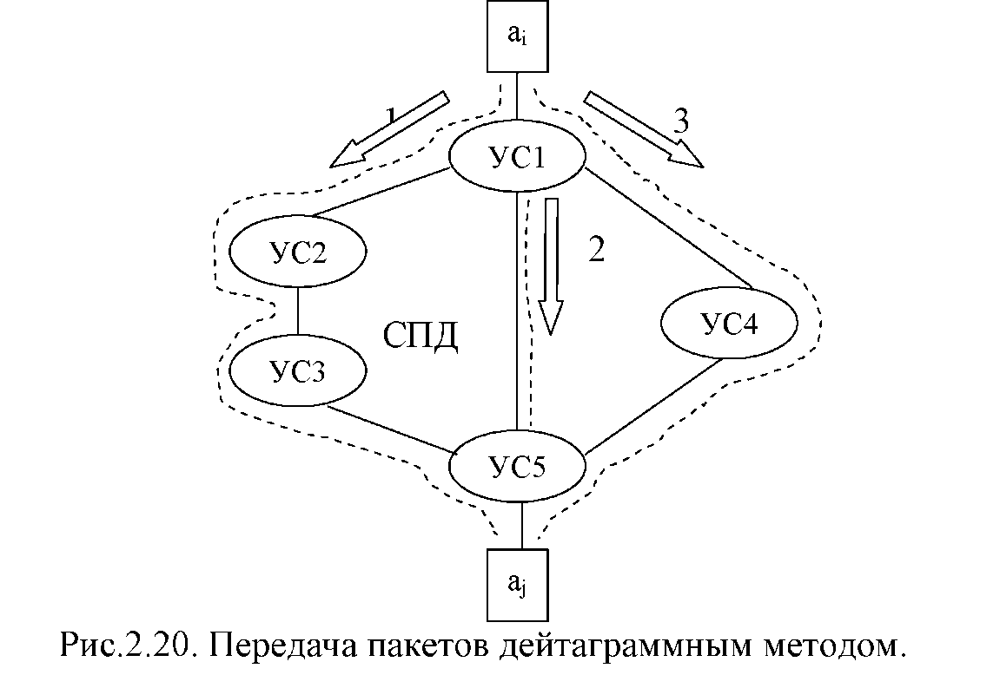 ai
1
3
УС1
УС2
2
СПД
УС4
УС3
УС5
aj
Рис.2.20. Передача пакетов дейтаграммным методом.